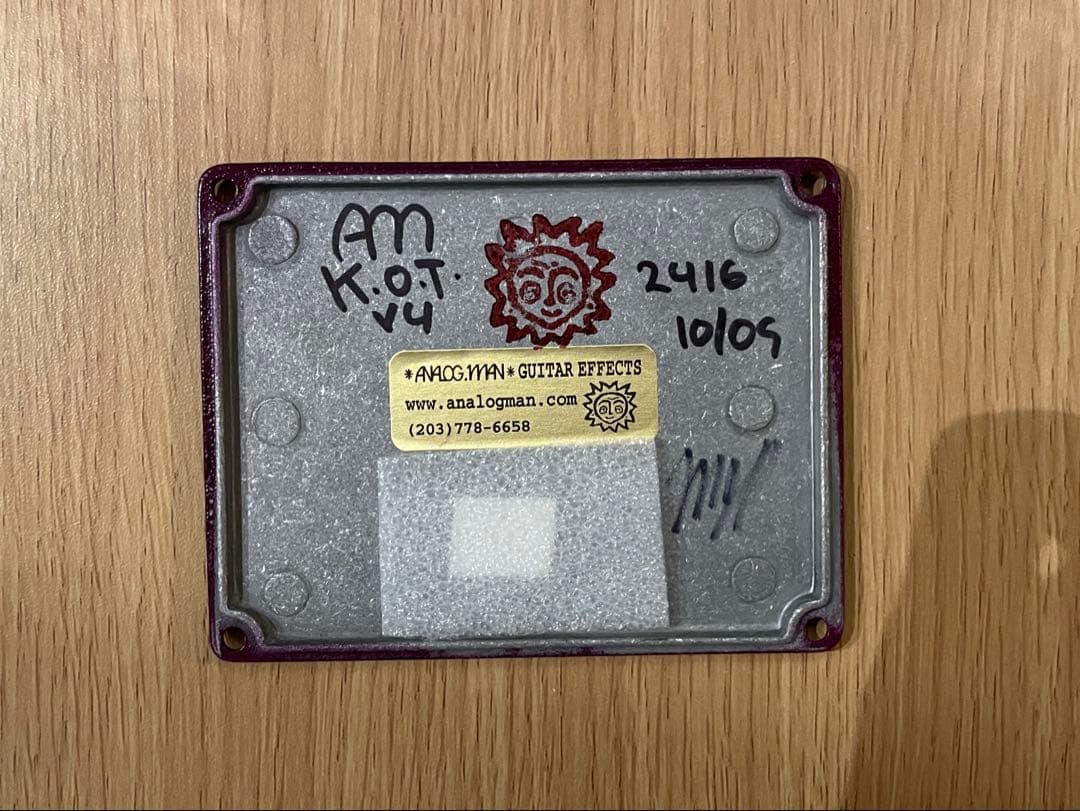 AM
K.O.T.
v4
2416
10/09
*ANALOG.MAN* GUITAR EFFECTS
www.analogman.com
(203)778-6658